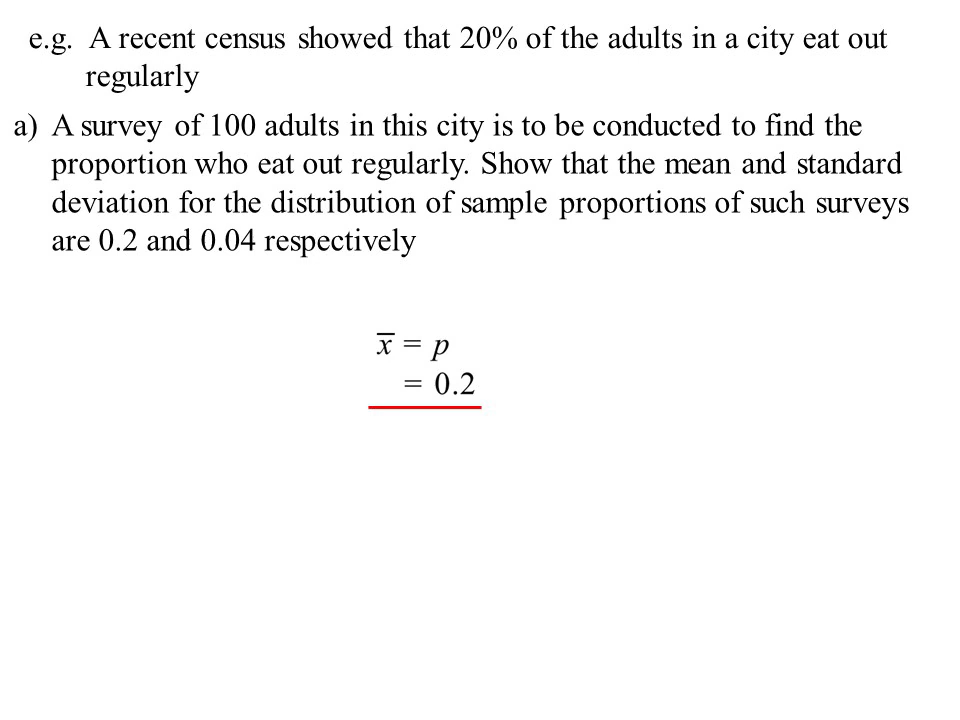 e.g. A recent census showed that 20% of the adults in a city eat out
regularly
a) A survey of 100 adults in this city is to be conducted to find the
proportion who eat out regularly. Show that the mean and standard
deviation for the distribution of sample proportions of such surveys
are 0.2 and 0.04 respectively
x̅ = p
= 0.2